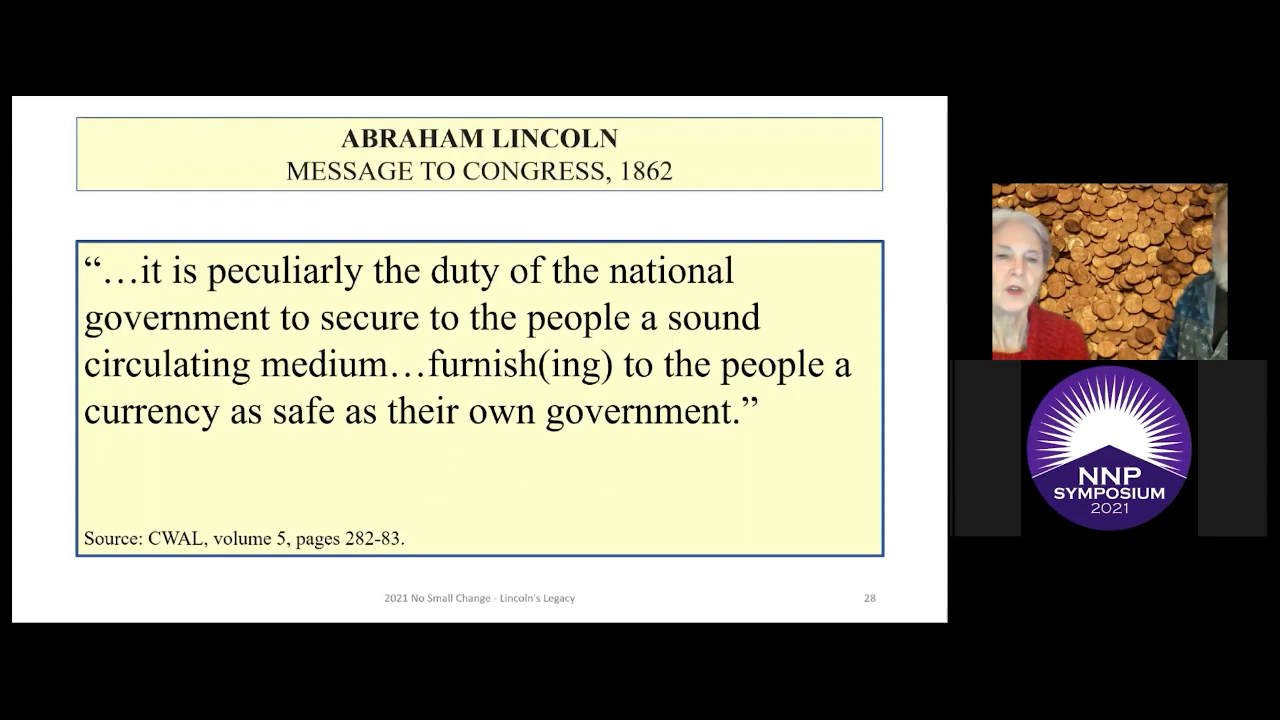 ABRAHAM LINCOLN
MESSAGE TO CONGRESS, 1862
“…it is peculiarly the duty of the national
government to secure to the people a sound
circulating medium…furnish(ing) to the people a
currency as safe as their own government.”
Source: CWAL, volume 5, pages 282-83.
2021 No Small Change - Lincoln's Legacy
28
NNP
SYMPOSIUM
2021